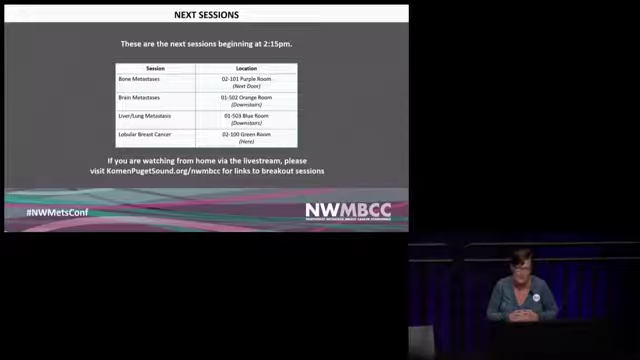 NEXT SESSIONS
These are the next sessions beginning at 2:15pm.
Session Location
Bone Metastases 02-101 Purple Room
(Next Door)
Brain Metastases 01-502 Orange Room
(Downstairs)
Liver/Lung Metastasis 01-503 Blue Room
(Downstairs)
Lobular Breast Cancer 02-100 Green Room
(Here)
If you are watching from home via the livestream, please
visit KomenPugetSound.org/nwmbcc for links to breakout sessions
#NWMetsConf
NWMBCC